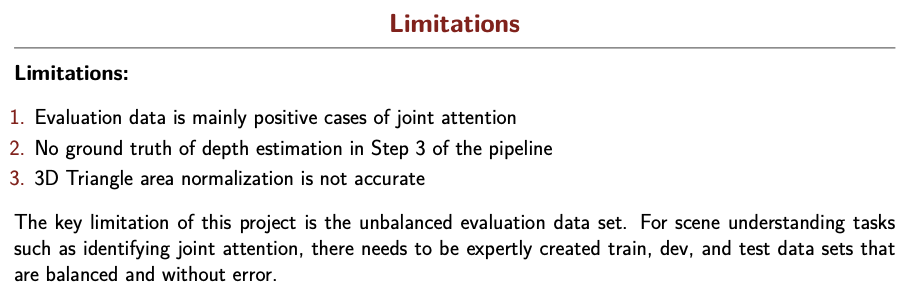 Limitations
Limitations:
1. Evaluation data is mainly positive cases of joint attention
2. No ground truth of depth estimation in Step 3 of the pipeline
3. 3D Triangle area normalization is not accurate
The key limitation of this project is the unbalanced evaluation data set. For scene understanding tasks
such as identifying joint attention, there needs to be expertly created train, dev, and test data sets that
are balanced and without error.